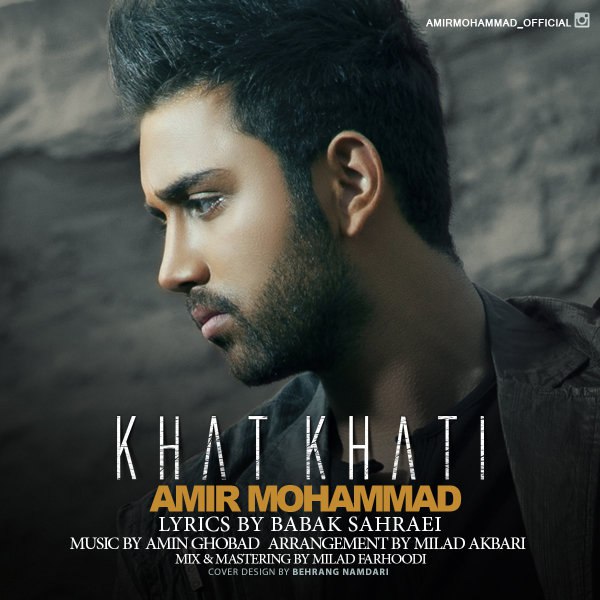 AMIRMOHAMMAD_OFFICIAL
KHAT KHATI
AMIR MOHAMMAD
LYRICS BY BABAK SAHRAEI
MUSIC BY AMIN GHOBAD ARRANGEMENT BY MILAD AKBARI
MIX & MASTERING BY MILAD FARHOODI
COVER DESIGN BY BEHRANG NAMDARI